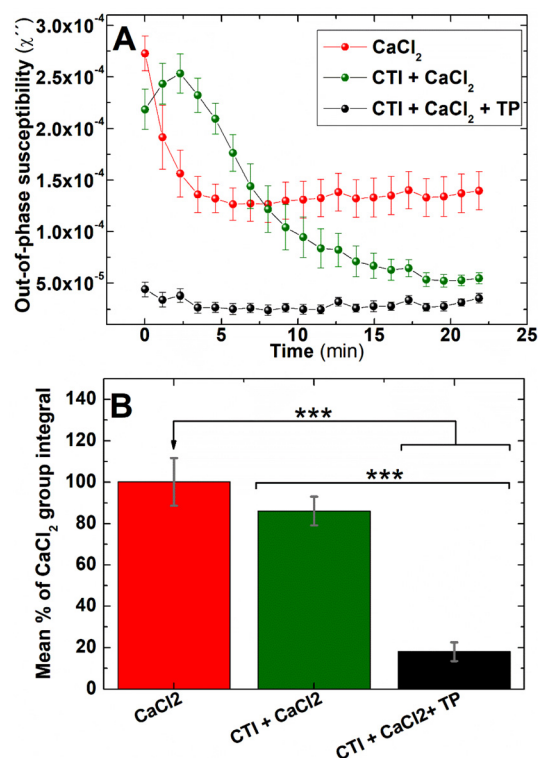 A
Out-of-phase susceptibility (χ´´)
3.0x10⁻⁴
2.5x10⁻⁴
2.0x10⁻⁴
1.5x10⁻⁴
1.0x10⁻⁴
5.0x10⁻⁵
CaCl₂
CTI + CaCl₂
CTI + CaCl₂ + TP
0 5 10 15 20 25
Time (min)
B
Mean % of CaCl₂ group integral
140
120
100
80
60
40
20
0
***
***
CaCl2
CTI + CaCl2
CTI + CaCl2+ TP